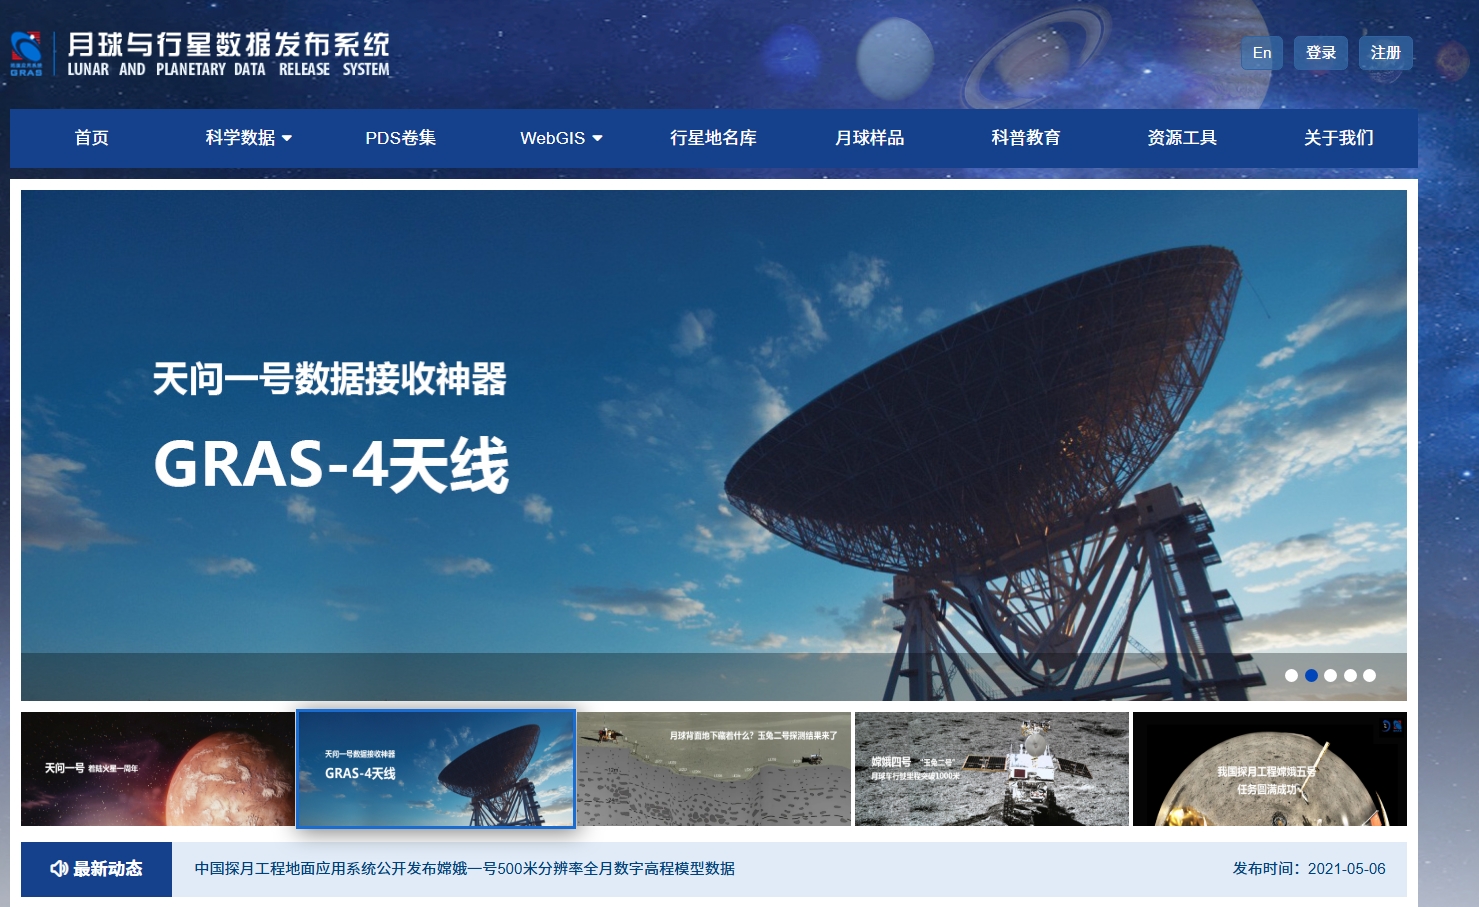 月球与行星数据发布系统
LUNAR AND PLANETARY DATA RELEASE SYSTEM
GRAS
En 登录 注册
首页 科学数据 PDS卷集 WebGIS 行星地名库 月球样品 科普教育 资源工具 关于我们
天问一号数据接收神器
GRAS-4天线
天问一号 着陆火星一周年
天问一号数据接收神器
GRAS-4天线
月球背面地下藏着什么？玉兔二号探测结果来了
嫦娥四号 “玉兔二号”
月球车行驶里程突破1000米
我国探月工程嫦娥五号
任务圆满成功
最新动态 中国探月工程地面应用系统公开发布嫦娥一号500米分辨率全月数字高程模型数据 发布时间：2021-05-06